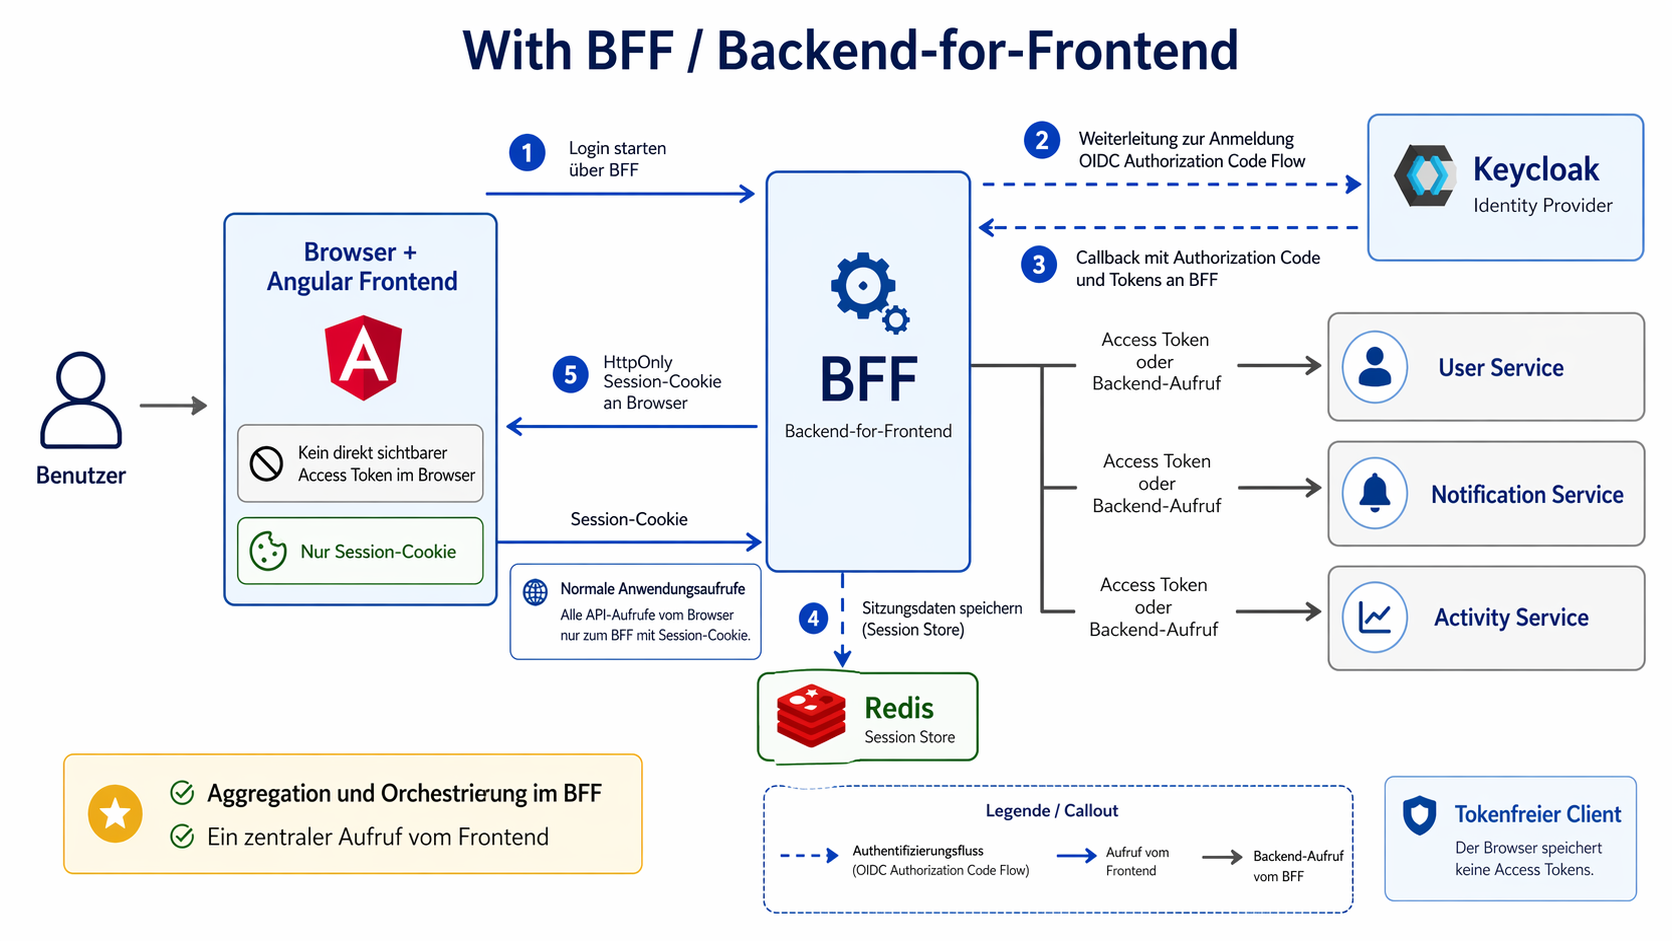 With BFF / Backend-for-Frontend
1
Login starten
über BFF
2
Weiterleitung zur Anmeldung
OIDC Authorization Code Flow
Keycloak
Identity Provider
3
Callback mit Authorization Code
und Tokens an BFF
Benutzer
Browser +
Angular Frontend
A
Kein direkt sichtbarer
Access Token im Browser
Nur Session-Cookie
5
HttpOnly
Session-Cookie
an Browser
Session-Cookie
Normale Anwendungsaufrufe
Alle API-Aufrufe vom Browser
nur zum BFF mit Session-Cookie.
BFF
Backend-for-Frontend
Access Token
oder
Backend-Aufruf
User Service
Access Token
oder
Backend-Aufruf
Notification Service
Access Token
oder
Backend-Aufruf
Activity Service
4
Sitzungsdaten speichern
(Session Store)
Redis
Session Store
Aggregation und Orchestrierung im BFF
Ein zentraler Aufruf vom Frontend
Legende / Callout
Authentifizierungsfluss
(OIDC Authorization Code Flow)
Aufruf vom
Frontend
Backend-Aufruf
vom BFF
Tokenfreier Client
Der Browser speichert
keine Access Tokens.